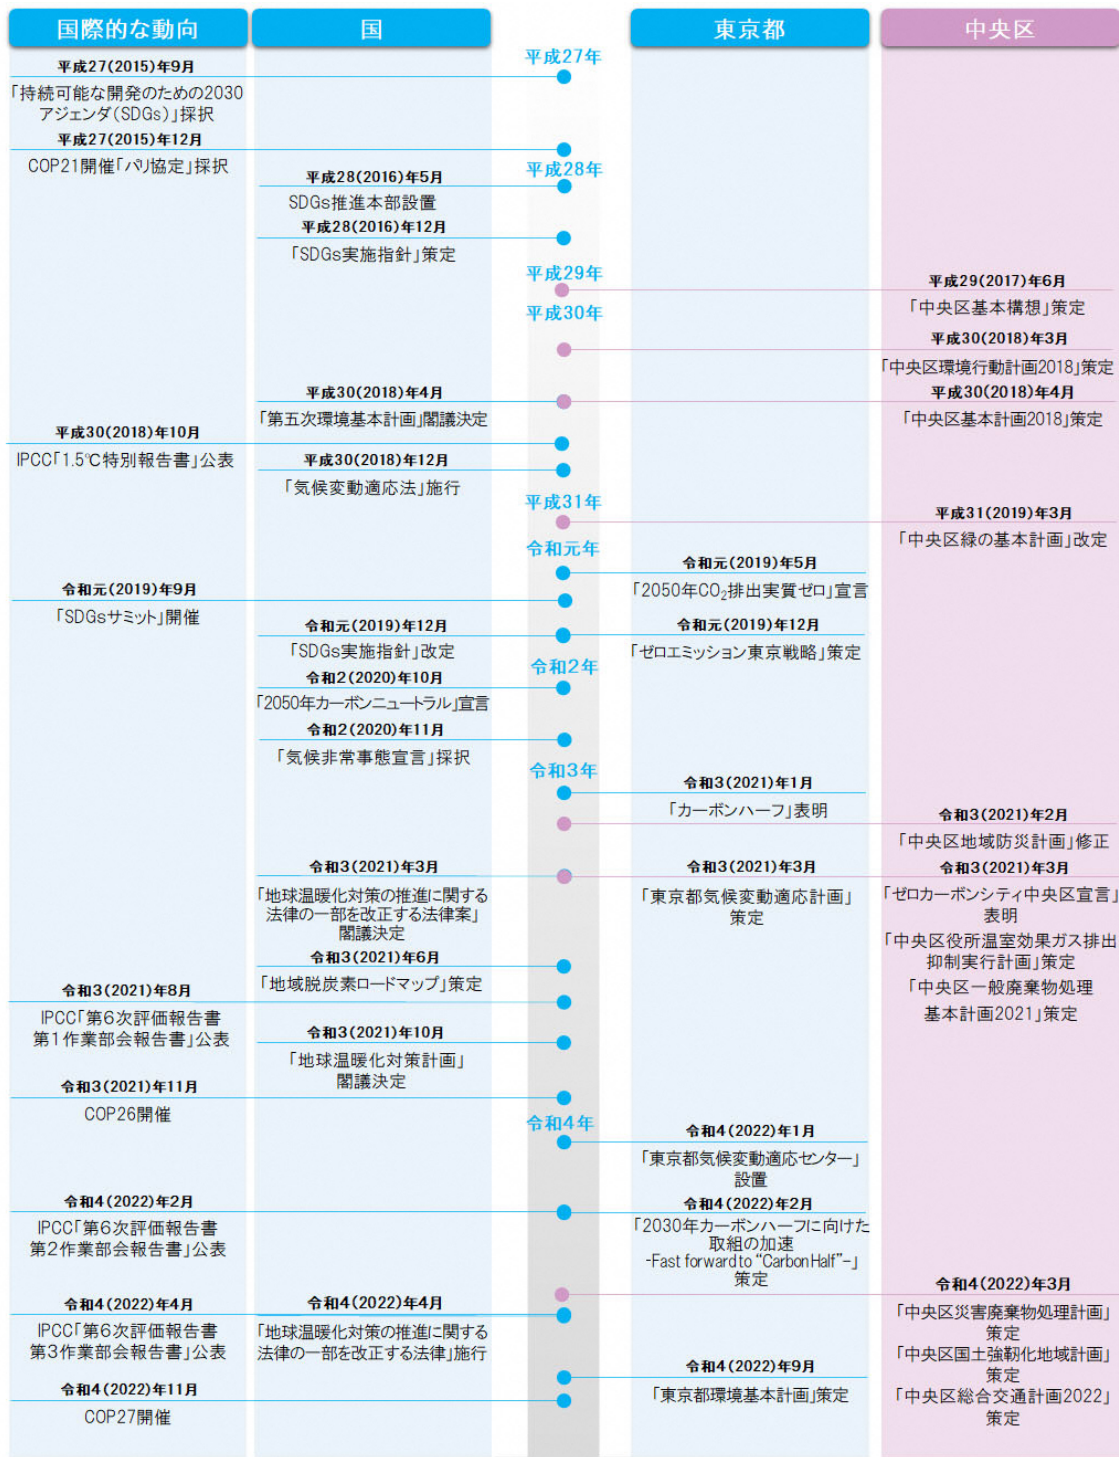 国際的な動向
国
東京都
中央区
平成27年
平成27(2015)年9月
「持続可能な開発のための2030
アジェンダ(SDGs)」採択
平成27(2015)年12月
COP21開催「パリ協定」採択
平成28年
平成28(2016)年5月
SDGs推進本部設置
平成28(2016)年12月
「SDGs実施指針」策定
平成29年
平成29(2017)年6月
「中央区基本構想」策定
平成30年
平成30(2018)年3月
「中央区環境行動計画2018」策定
平成30(2018)年4月
「第五次環境基本計画」閣議決定
平成30(2018)年4月
「中央区基本計画2018」策定
平成30(2018)年10月
IPCC「1.5℃特別報告書」公表
平成30(2018)年12月
「気候変動適応法」施行
平成31年
平成31(2019)年3月
「中央区緑の基本計画」改定
令和元年
令和元(2019)年5月
「2050年CO₂排出実質ゼロ」宣言
令和元(2019)年9月
「SDGsサミット」開催
令和元(2019)年12月
「SDGs実施指針」改定
令和元(2019)年12月
「ゼロエミッション東京戦略」策定
令和2年
令和2(2020)年10月
「2050年カーボンニュートラル」宣言
令和2(2020)年11月
「気候非常事態宣言」採択
令和3年
令和3(2021)年1月
「カーボンハーフ」表明
令和3(2021)年2月
「中央区地域防災計画」修正
令和3(2021)年3月
「地球温暖化対策の推進に関する
法律の一部を改正する法律案」
閣議決定
令和3(2021)年3月
「東京都気候変動適応計画」
策定
令和3(2021)年3月
「ゼロカーボンシティ中央区宣言」
表明
「中央区役所温室効果ガス排出
抑制実行計画」策定
「中央区一般廃棄物処理
基本計画2021」策定
令和3(2021)年6月
「地域脱炭素ロードマップ」策定
令和3(2021)年8月
IPCC「第6次評価報告書
第1作業部会報告書」公表
令和3(2021)年10月
「地球温暖化対策計画」
閣議決定
令和3(2021)年11月
COP26開催
令和4年
令和4(2022)年1月
「東京都気候変動適応センター」
設置
令和4(2022)年2月
IPCC「第6次評価報告書
第2作業部会報告書」公表
令和4(2022)年2月
「2030年カーボンハーフに向けた
取組の加速
-Fast forward to “Carbon Half”-」
策定
令和4(2022)年3月
「中央区災害廃棄物処理計画」
策定
「中央区国土強靭化地域計画」
策定
「中央区総合交通計画2022」
策定
令和4(2022)年4月
IPCC「第6次評価報告書
第3作業部会報告書」公表
令和4(2022)年4月
「地球温暖化対策の推進に関する
法律の一部を改正する法律」施行
令和4(2022)年9月
「東京都環境基本計画」策定
令和4(2022)年11月
COP27開催